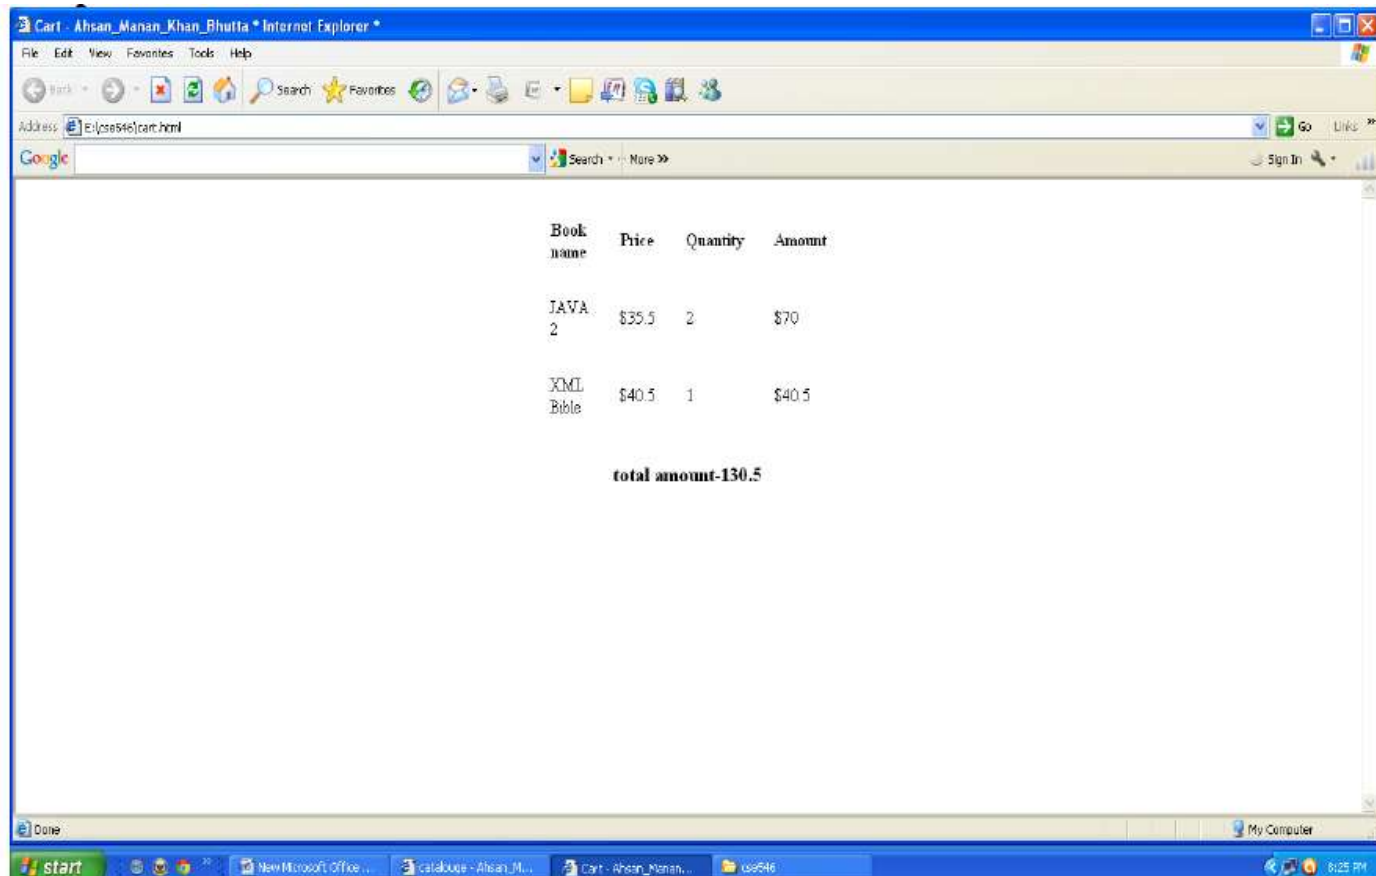 Cart - Ahsan_Manan_Khan_Bhutta * Internet Explorer *
File Edit View Favorites Tools Help
Back Search Favorites
Address E:\cse546\cart.html Go Links »
Google Search More » Sign In
Book name Price Quantity Amount
JAVA 2 $35.5 2 $70
XML Bible $40.5 1 $40.5
total amount-130.5
Done My Computer
start » New Microsoft Office ... catalouge - Ahsan_M... Cart - Ahsan_Manan... cse546 8:25 PM